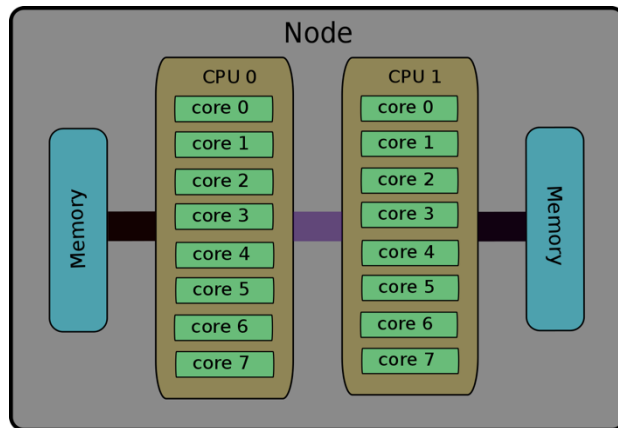 Node
Memory
CPU 0
core 0
core 1
core 2
core 3
core 4
core 5
core 6
core 7
CPU 1
core 0
core 1
core 2
core 3
core 4
core 5
core 6
core 7
Memory